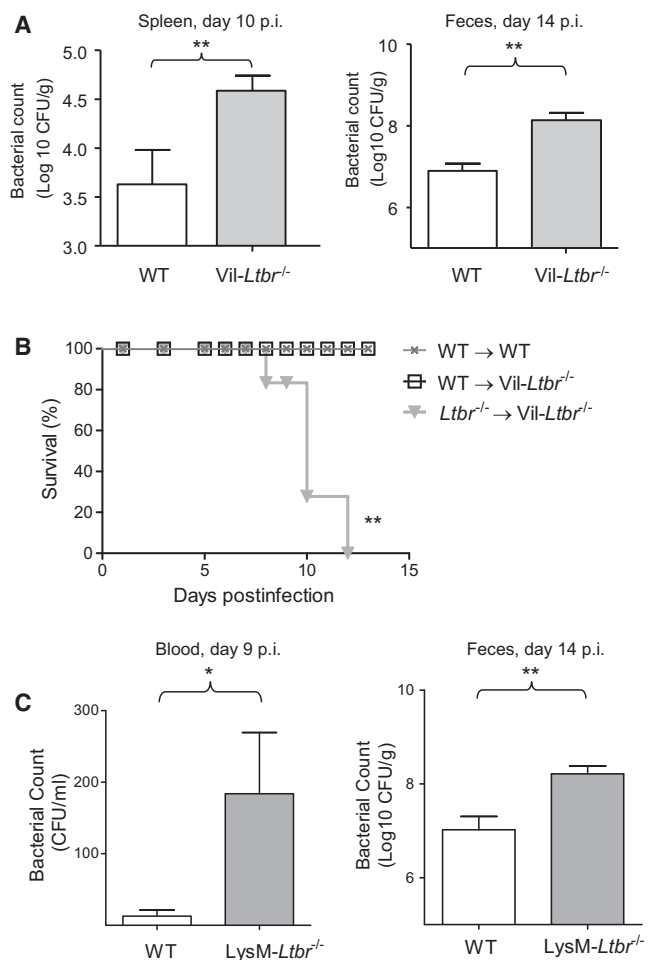 A
Spleen, day 10 p.i.
**
Bacterial count
(Log 10 CFU/g)
5.0
4.5
4.0
3.5
3.0
WT
Vil-Ltbr-/-
Feces, day 14 p.i.
**
Bacterial count
(Log10 CFU/g)
10
8
6
WT
Vil-Ltbr-/-
B
Survival (%)
100
80
60
40
20
0
0
5
10
15
**
Days postinfection
WT → WT
WT → Vil-Ltbr-/-
Ltbr-/- → Vil-Ltbr-/-
C
Blood, day 9 p.i.
*
Bacterial Count
(CFU/ml)
300
200
100
WT
LysM-Ltbr-/-
Feces, day 14 p.i.
**
Bacterial Count
(Log10 CFU/g)
10
8
6
WT
LysM-Ltbr-/-